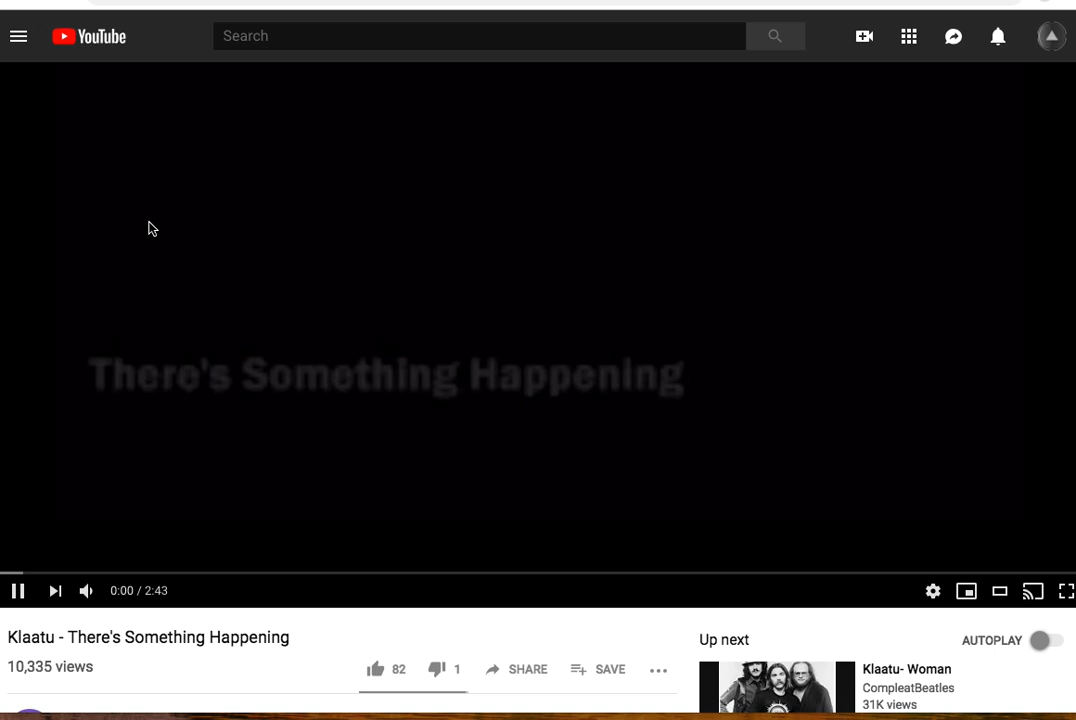 YouTube
Search
There's Something Happening
0:00 / 2:43
Klaatu - There's Something Happening
10,335 views
82
1
SHARE
SAVE
Up next
AUTOPLAY
Klaatu- Woman
CompleatBeatles
31K views